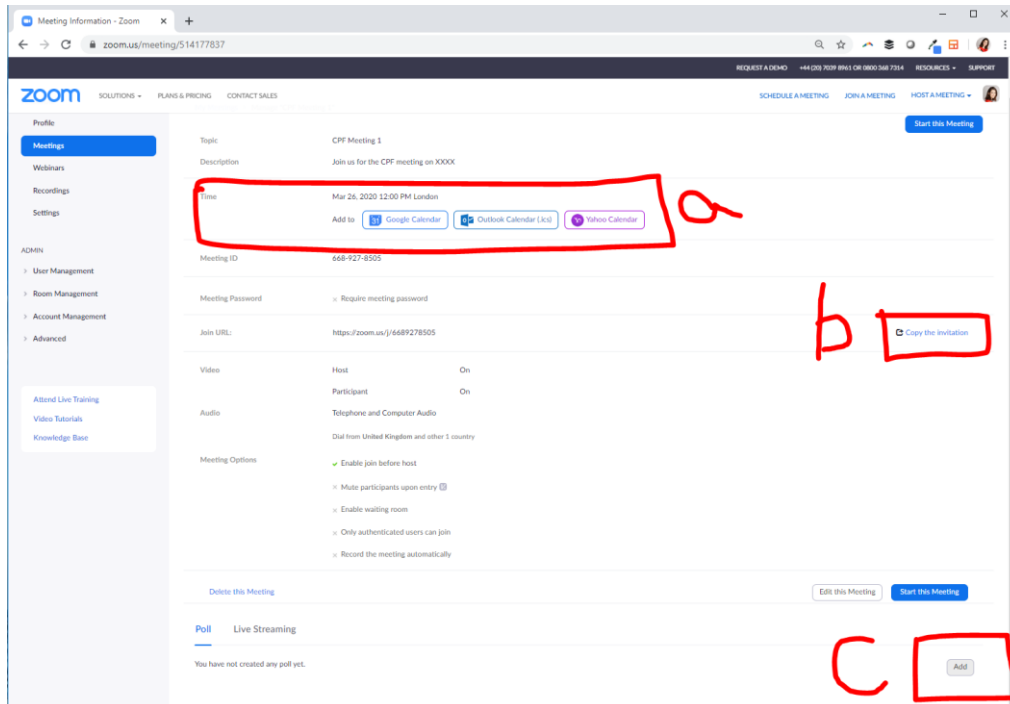 Meeting Information - Zoom
zoom.us/meeting/514177837
REQUEST A DEMO +44 (20) 7039 8961 OR 0800 368 7314 RESOURCES SUPPORT
zoom SOLUTIONS PLANS & PRICING CONTACT SALES SCHEDULE A MEETING JOIN A MEETING HOST A MEETING
Profile
Start this Meeting
Meetings
Topic CPF Meeting 1
Webinars
Description Join us for the CPF meeting on XXXX
Recordings
Time Mar 26, 2020 12:00 PM London
a
Settings
Add to Google Calendar Outlook Calendar (.ics) Yahoo Calendar
ADMIN
Meeting ID 668-927-8505
User Management
Room Management
Meeting Password Require meeting password
Account Management
b
Join URL: https://zoom.us/j/6689278505 Copy the invitation
Advanced
Video Host On
Participant On
Attend Live Training
Audio Telephone and Computer Audio
Video Tutorials
Dial from United Kingdom and other 1 country
Knowledge Base
Meeting Options Enable join before host
Mute participants upon entry
Enable waiting room
Only authenticated users can join
Record the meeting automatically
Delete this Meeting Edit this Meeting Start this Meeting
Poll Live Streaming
You have not created any poll yet. Add
C